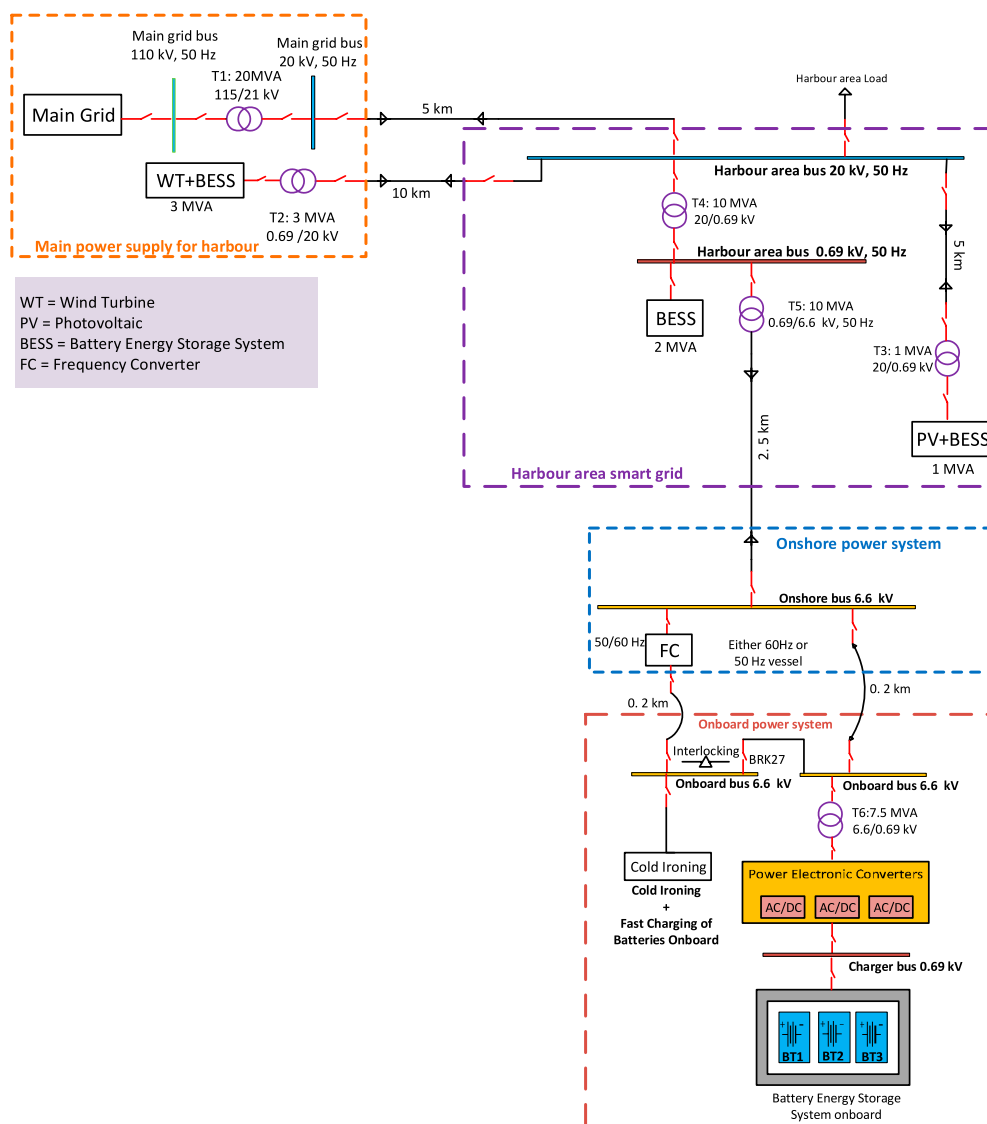 Main grid bus
110 kV, 50 Hz
Main grid bus
20 kV, 50 Hz
T1: 20MVA
115/21 kV
Main Grid
5 km
WT+BESS
3 MVA
10 km
T2: 3 MVA
0.69 /20 kV
Main power supply for harbour
Harbour area Load
Harbour area bus 20 kV, 50 Hz
T4: 10 MVA
20/0.69 kV
Harbour area bus 0.69 kV, 50 Hz
5 km
BESS
2 MVA
T5: 10 MVA
0.69/6.6 kV, 50 Hz
T3: 1 MVA
20/0.69 kV
PV+BESS
1 MVA
2. 5 km
Harbour area smart grid
WT = Wind Turbine
PV = Photovoltaic
BESS = Battery Energy Storage System
FC = Frequency Converter
Onshore power system
Onshore bus 6.6 kV
50/60 Hz
FC
Either 60Hz or
50 Hz vessel
0. 2 km
0. 2 km
Onboard power system
Interlocking
BRK27
Onboard bus 6.6 kV
Onboard bus 6.6 kV
T6:7.5 MVA
6.6/0.69 kV
Cold Ironing
Cold Ironing
+
Fast Charging of
Batteries Onboard
Power Electronic Converters
AC/DC
AC/DC
AC/DC
Charger bus 0.69 kV
+ -
+ -
+ -
BT1
BT2
BT3
Battery Energy Storage
System onboard